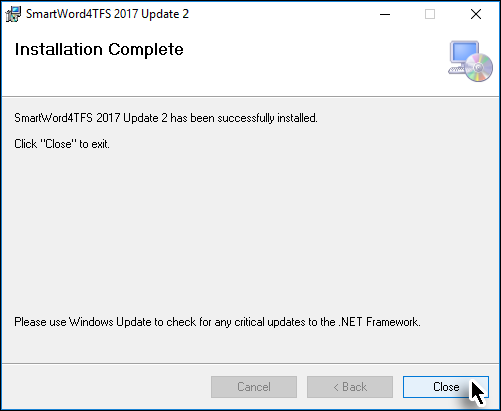 SmartWord4TFS 2017 Update 2
Installation Complete
SmartWord4TFS 2017 Update 2 has been successfully installed.
Click "Close" to exit.
Please use Windows Update to check for any critical updates to the .NET Framework.
Cancel
< Back
Close